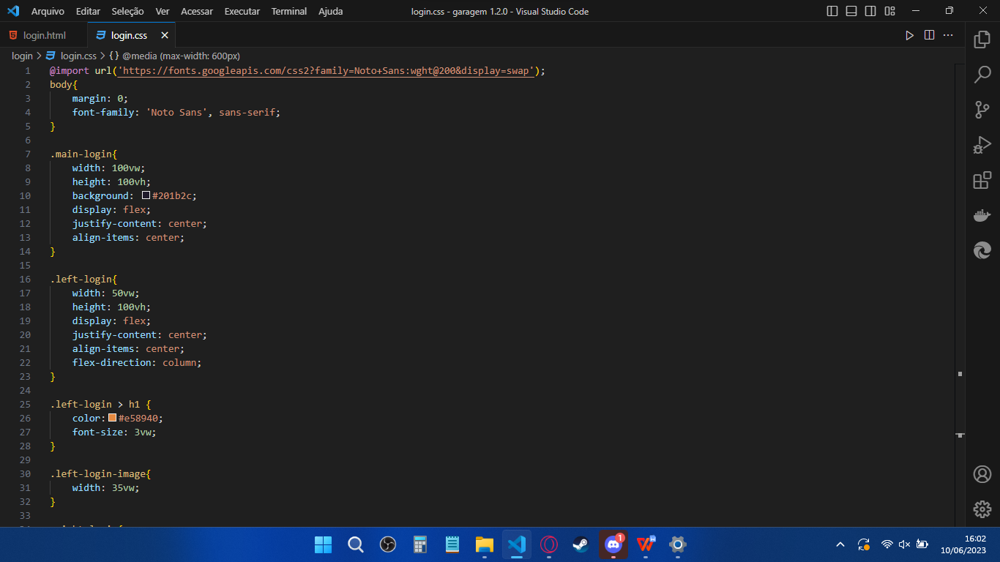 Arquivo Editar Seleção Ver Acessar Executar Terminal Ajuda login.css - garagem 1.2.0 - Visual Studio Code
login.html login.css
login > login.css > {} @media (max-width: 600px)
1 @import url('https://fonts.googleapis.com/css2?family=Noto+Sans:wght@200&display=swap');
2 body{
3 margin: 0;
4 font-family: 'Noto Sans', sans-serif;
5 }
6
7 .main-login{
8 width: 100vw;
9 height: 100vh;
10 background: #201b2c;
11 display: flex;
12 justify-content: center;
13 align-items: center;
14 }
15
16 .left-login{
17 width: 50vw;
18 height: 100vh;
19 display: flex;
20 justify-content: center;
21 align-items: center;
22 flex-direction: column;
23 }
24
25 .left-login > h1 {
26 color: #e58940;
27 font-size: 3vw;
28 }
29
30 .left-login-image{
31 width: 35vw;
32 }
33
1
16:02
10/06/2023